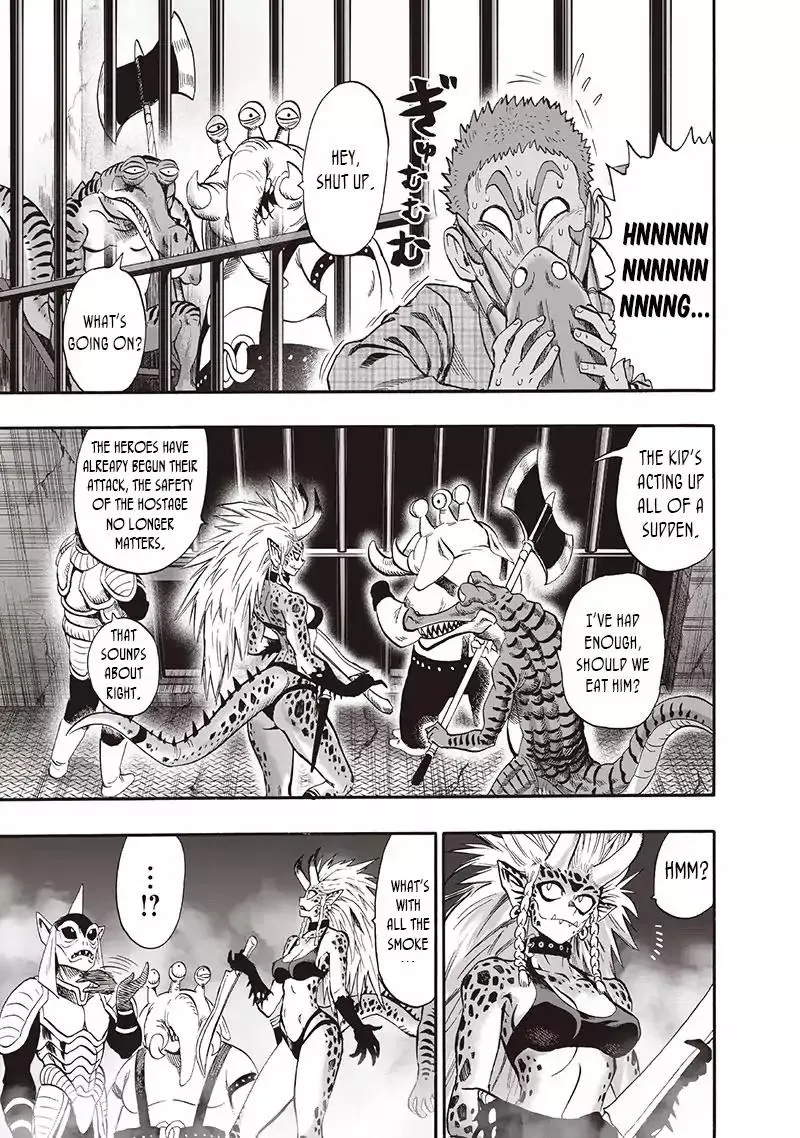 HNNNNN
NNNNNN
NNNNG...
ぎゅむむむ
HEY,
SHUT UP.
WHAT'S
GOING ON?
THE KID'S
ACTING UP
ALL OF A
SUDDEN.
I'VE HAD
ENOUGH,
SHOULD WE
EAT HIM?
THE HEROES HAVE
ALREADY BEGUN THEIR
ATTACK, THE SAFETY
OF THE HOSTAGE
NO LONGER
MATTERS.
THAT
SOUNDS
ABOUT
RIGHT.
HMM?
WHAT'S
WITH
ALL THE
SMOKE
...
...!?